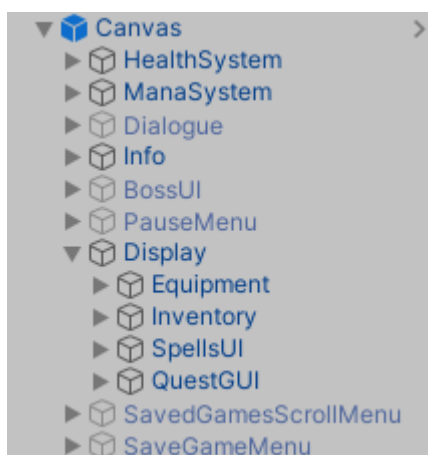 Canvas
HealthSystem
ManaSystem
Dialogue
Info
BossUI
PauseMenu
Display
Equipment
Inventory
SpellsUI
QuestGUI
SavedGamesScrollMenu
SaveGameMenu